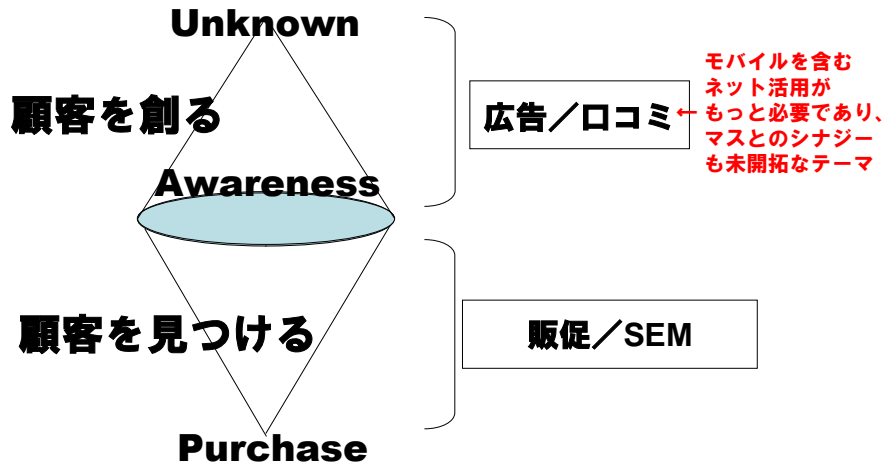 Unknown
顧客を創る
Awareness
顧客を見つける
Purchase
広告／口コミ
←
モバイルを含む
ネット活用が
もっと必要であり、
マスとのシナジー
も未開拓なテーマ
販促／SEM